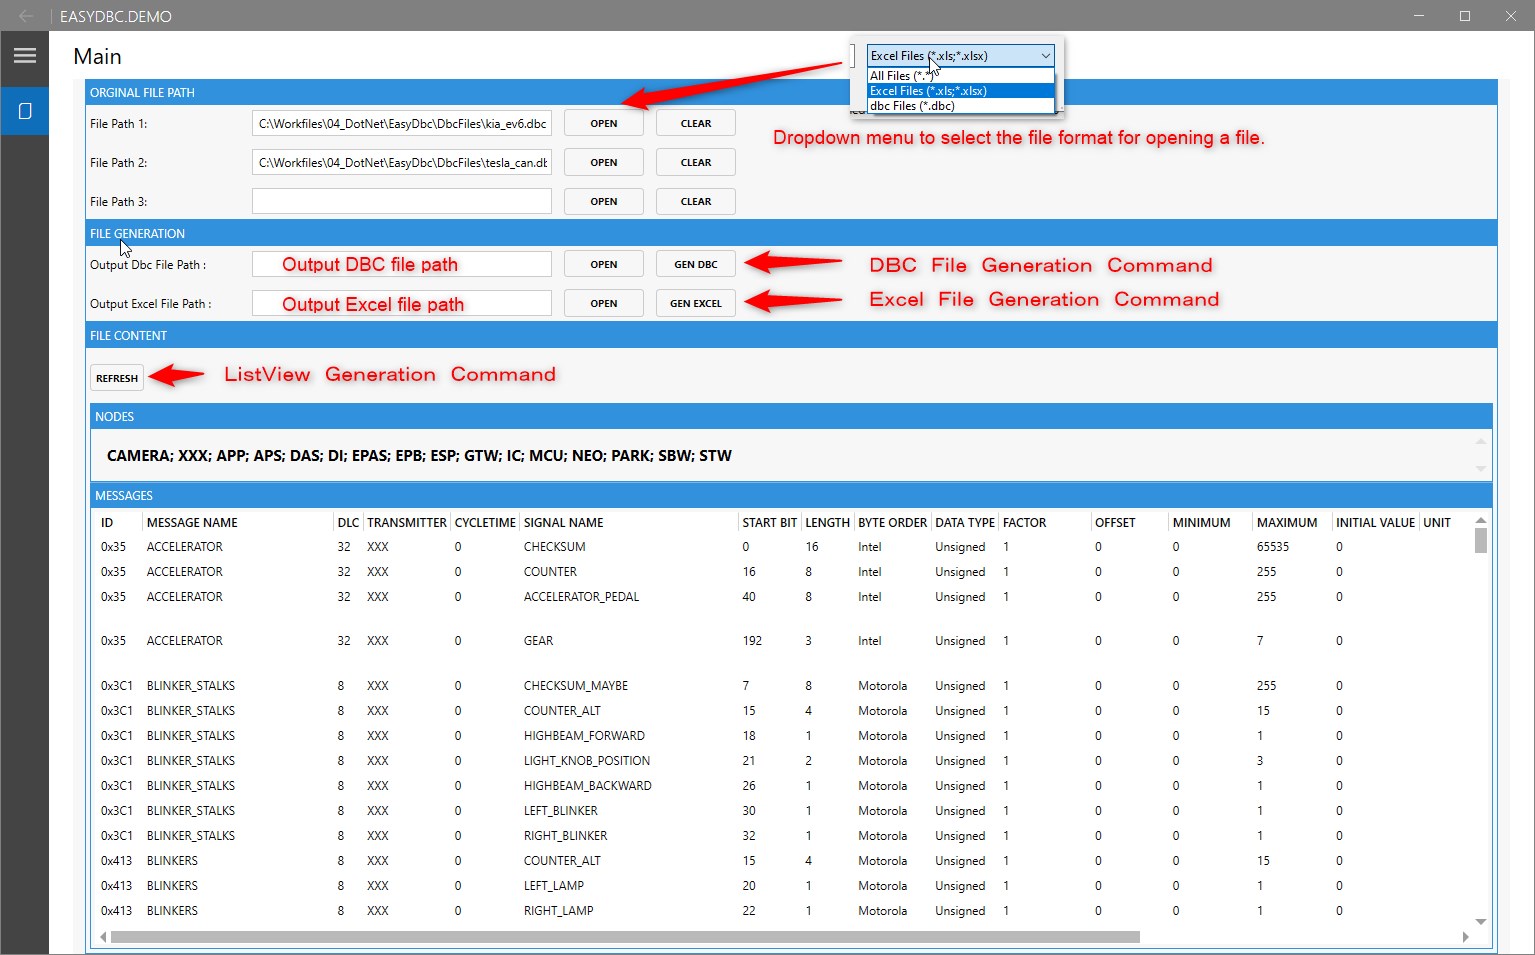 EASYDBC.DEMO
Main
Excel Files (*.xls;*.xlsx)
All Files (*.*)
Excel Files (*.xls;*.xlsx)
dbc Files (*.dbc)
ORGINAL FILE PATH
File Path 1: C:\Workfiles\04_DotNet\EasyDbc\DbcFiles\kia_ev6.dbc OPEN CLEAR
Dropdown menu to select the file format for opening a file.
File Path 2: C:\Workfiles\04_DotNet\EasyDbc\DbcFiles\tesla_can.db OPEN CLEAR
File Path 3: OPEN CLEAR
FILE GENERATION
Output Dbc File Path : Output DBC file path OPEN GEN DBC DBC File Generation Command
Output Excel File Path : Output Excel file path OPEN GEN EXCEL Excel File Generation Command
FILE CONTENT
REFRESH ListView Generation Command
NODES
CAMERA; XXX; APP; APS; DAS; DI; EPAS; EPB; ESP; GTW; IC; MCU; NEO; PARK; SBW; STW
MESSAGES
ID MESSAGE NAME DLC TRANSMITTER CYCLETIME SIGNAL NAME START BIT LENGTH BYTE ORDER DATA TYPE FACTOR OFFSET MINIMUM MAXIMUM INITIAL VALUE UNIT
0x35 ACCELERATOR 32 XXX 0 CHECKSUM 0 16 Intel Unsigned 1 0 0 65535 0
0x35 ACCELERATOR 32 XXX 0 COUNTER 16 8 Intel Unsigned 1 0 0 255 0
0x35 ACCELERATOR 32 XXX 0 ACCELERATOR_PEDAL 40 8 Intel Unsigned 1 0 0 255 0
0x35 ACCELERATOR 32 XXX 0 GEAR 192 3 Intel Unsigned 1 0 0 7 0
0x3C1 BLINKER_STALKS 8 XXX 0 CHECKSUM_MAYBE 7 8 Motorola Unsigned 1 0 0 255 0
0x3C1 BLINKER_STALKS 8 XXX 0 COUNTER_ALT 15 4 Motorola Unsigned 1 0 0 15 0
0x3C1 BLINKER_STALKS 8 XXX 0 HIGHBEAM_FORWARD 18 1 Motorola Unsigned 1 0 0 1 0
0x3C1 BLINKER_STALKS 8 XXX 0 LIGHT_KNOB_POSITION 21 2 Motorola Unsigned 1 0 0 3 0
0x3C1 BLINKER_STALKS 8 XXX 0 HIGHBEAM_BACKWARD 26 1 Motorola Unsigned 1 0 0 1 0
0x3C1 BLINKER_STALKS 8 XXX 0 LEFT_BLINKER 30 1 Motorola Unsigned 1 0 0 1 0
0x3C1 BLINKER_STALKS 8 XXX 0 RIGHT_BLINKER 32 1 Motorola Unsigned 1 0 0 1 0
0x413 BLINKERS 8 XXX 0 COUNTER_ALT 15 4 Motorola Unsigned 1 0 0 15 0
0x413 BLINKERS 8 XXX 0 LEFT_LAMP 20 1 Motorola Unsigned 1 0 0 1 0
0x413 BLINKERS 8 XXX 0 RIGHT_LAMP 22 1 Motorola Unsigned 1 0 0 1 0